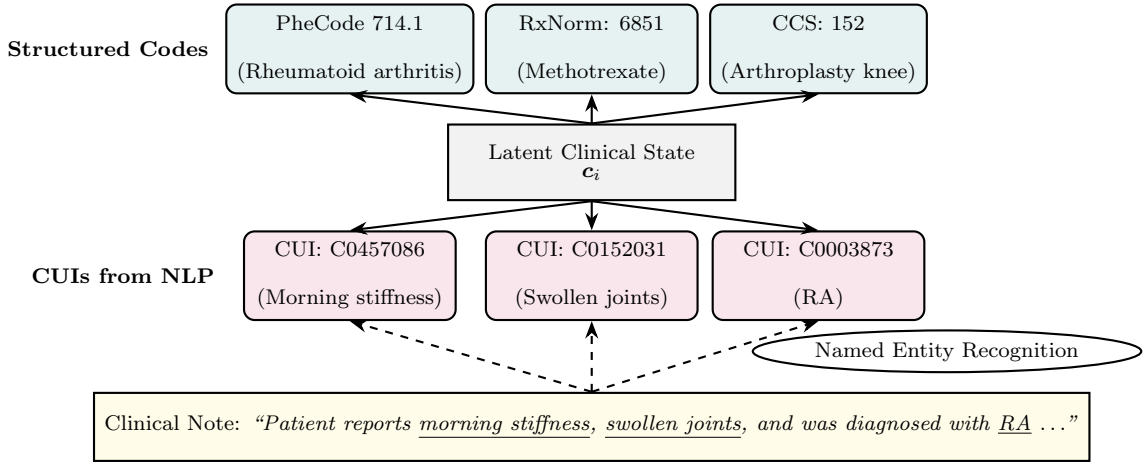 PheCode 714.1
(Rheumatoid arthritis)
RxNorm: 6851
(Methotrexate)
CCS: 152
(Arthroplasty knee)
Structured Codes
Latent Clinical State
c_i
CUIs from NLP
CUI: C0457086
(Morning stiffness)
CUI: C0152031
(Swollen joints)
CUI: C0003873
(RA)
Named Entity Recognition
Clinical Note: “Patient reports morning stiffness, swollen joints, and was diagnosed with RA …”